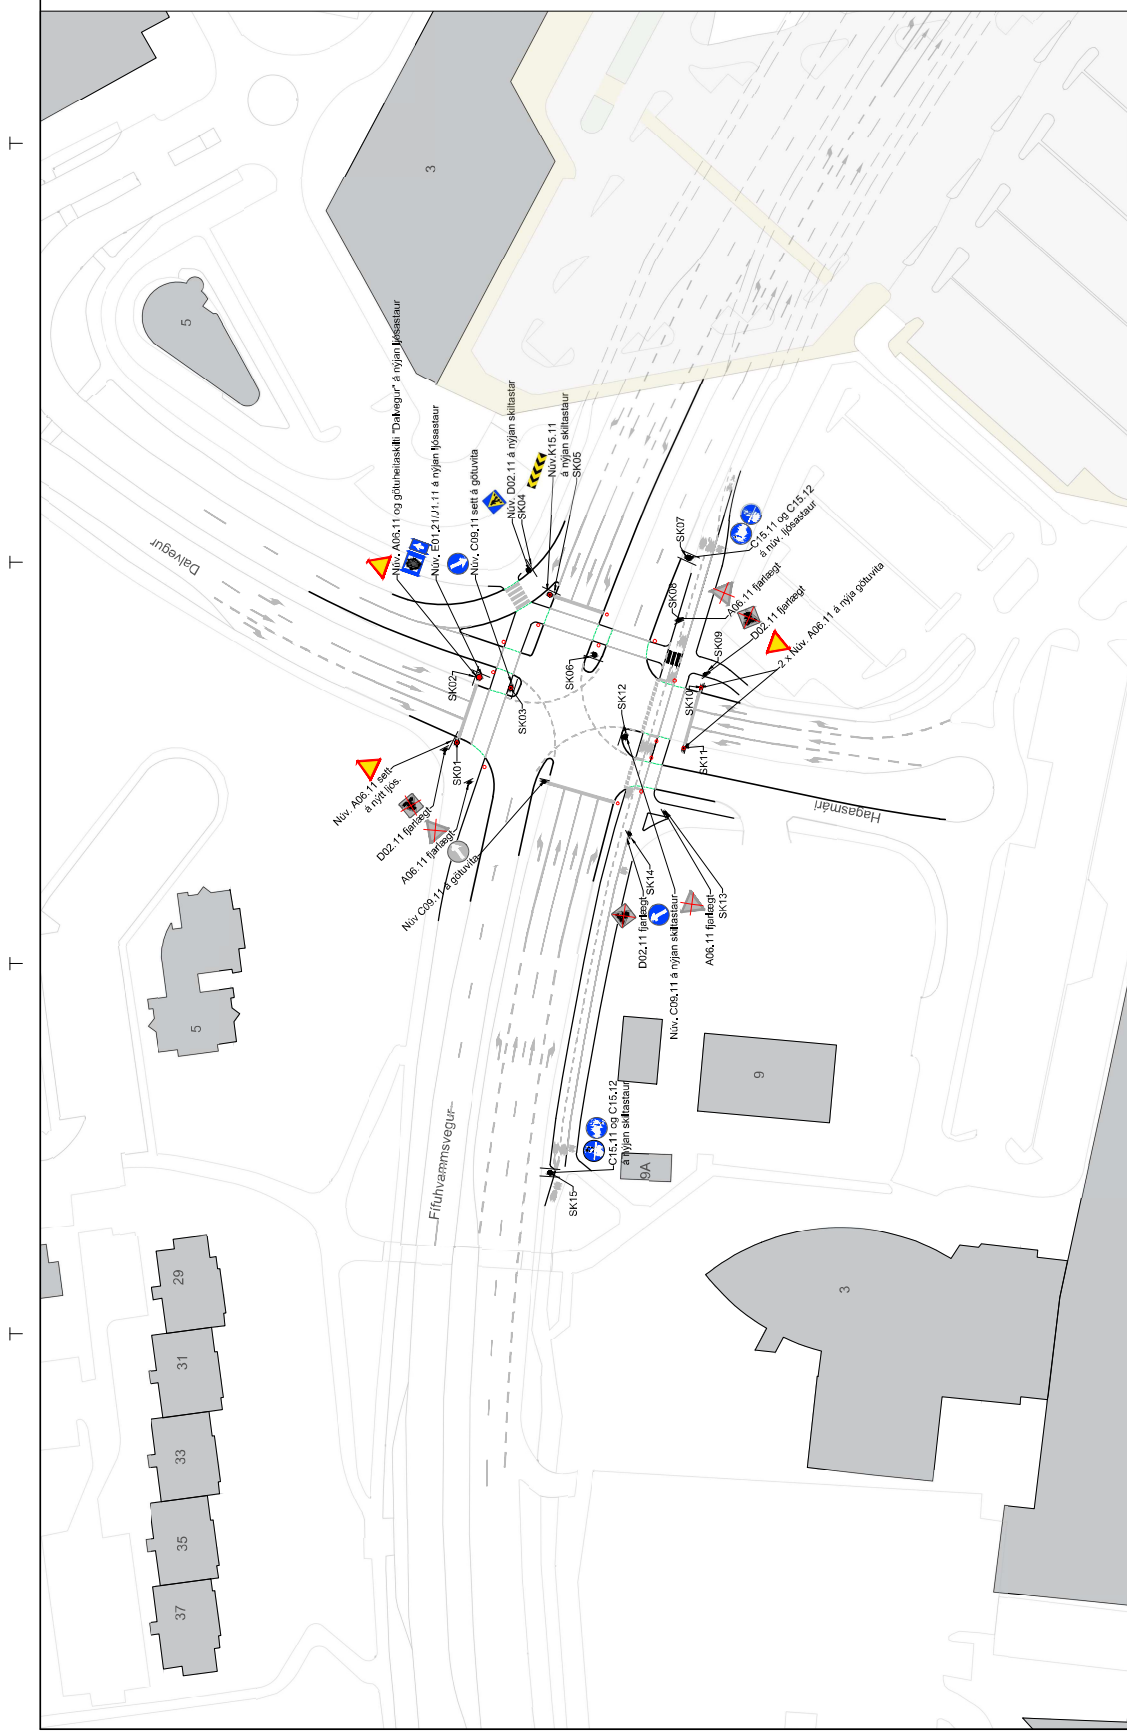 3
5
Dalvegur
Núv. A06.11 og götuheitaskilti "Dalvegur" á nýjan ljósastaur
Núv. E01.21/J1.11 á nýjan ljósastaur
Núv. C09.11 sett á götuvita
Núv. D02.11 á nýjan skiltastar
SK04
Núv.K15.11
á nýjan skiltastaur
SK05
SK02
SK03
SK01
Núv. A06.11 sett
á nýtt ljós.
D02.11 fjarlægt
A06.11 fjarlægt
Núv C09.11 á götuvita
SK06
SK07
C15.11 og C15.12
á núv. ljósastaur
SK08
A06.11 fjarlægt
D02.11 fjarlægt
SK09
2 x Núv. A06.11 á nýja götuvita
SK10
SK11
SK12
Hagasmári
SK14
D02.11 fjarlægt
Núv. C09.11 á nýjan skiltastaur
A06.11 fjarlægt
SK13
5
9
9A
C15.11 og C15.12
á nýjan skiltastaur
SK15
Fífuhvammsvegur
29
31
33
35
37
3